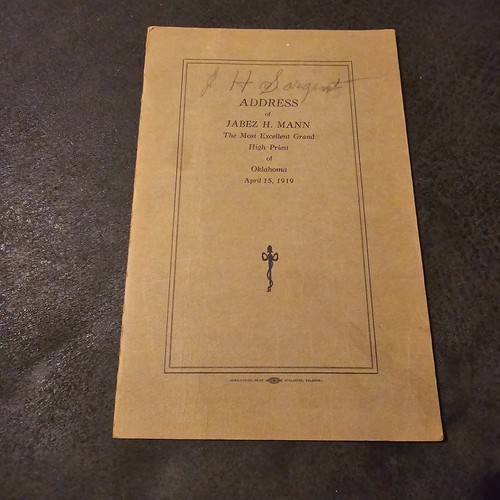 J H Sargent
ADDRESS
of
JABEZ H. MANN
The Most Excellent Grand
High Priest
of
Oklahoma
April 15, 1919